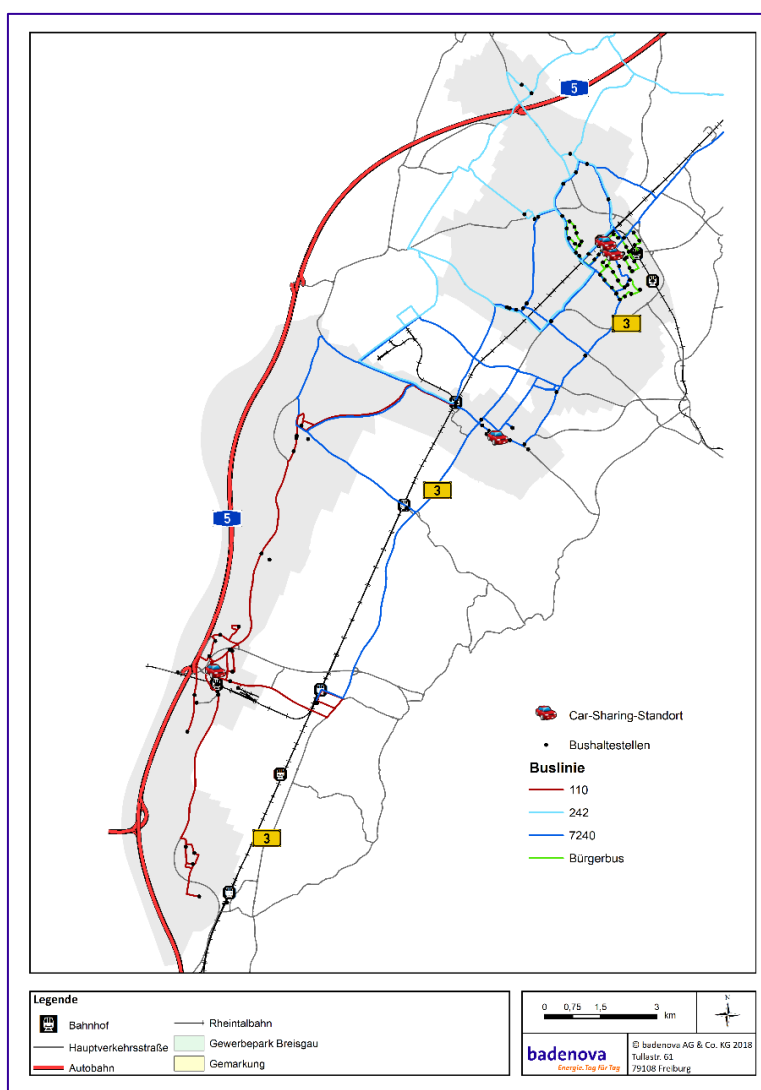 5
3
3
5
3
Car-Sharing-Standort
Bushaltestellen
Buslinie
110
242
7240
Bürgerbus
Legende
Bahnhof
Hauptverkehrsstraße
Autobahn
Rheintalbahn
Gewerbepark Breisgau
Gemarkung
0 0,75 1,5 3
km
N
badenova
Energie. Tag für Tag
© badenova AG & Co. KG 2018
Tullastr. 61
79108 Freiburg